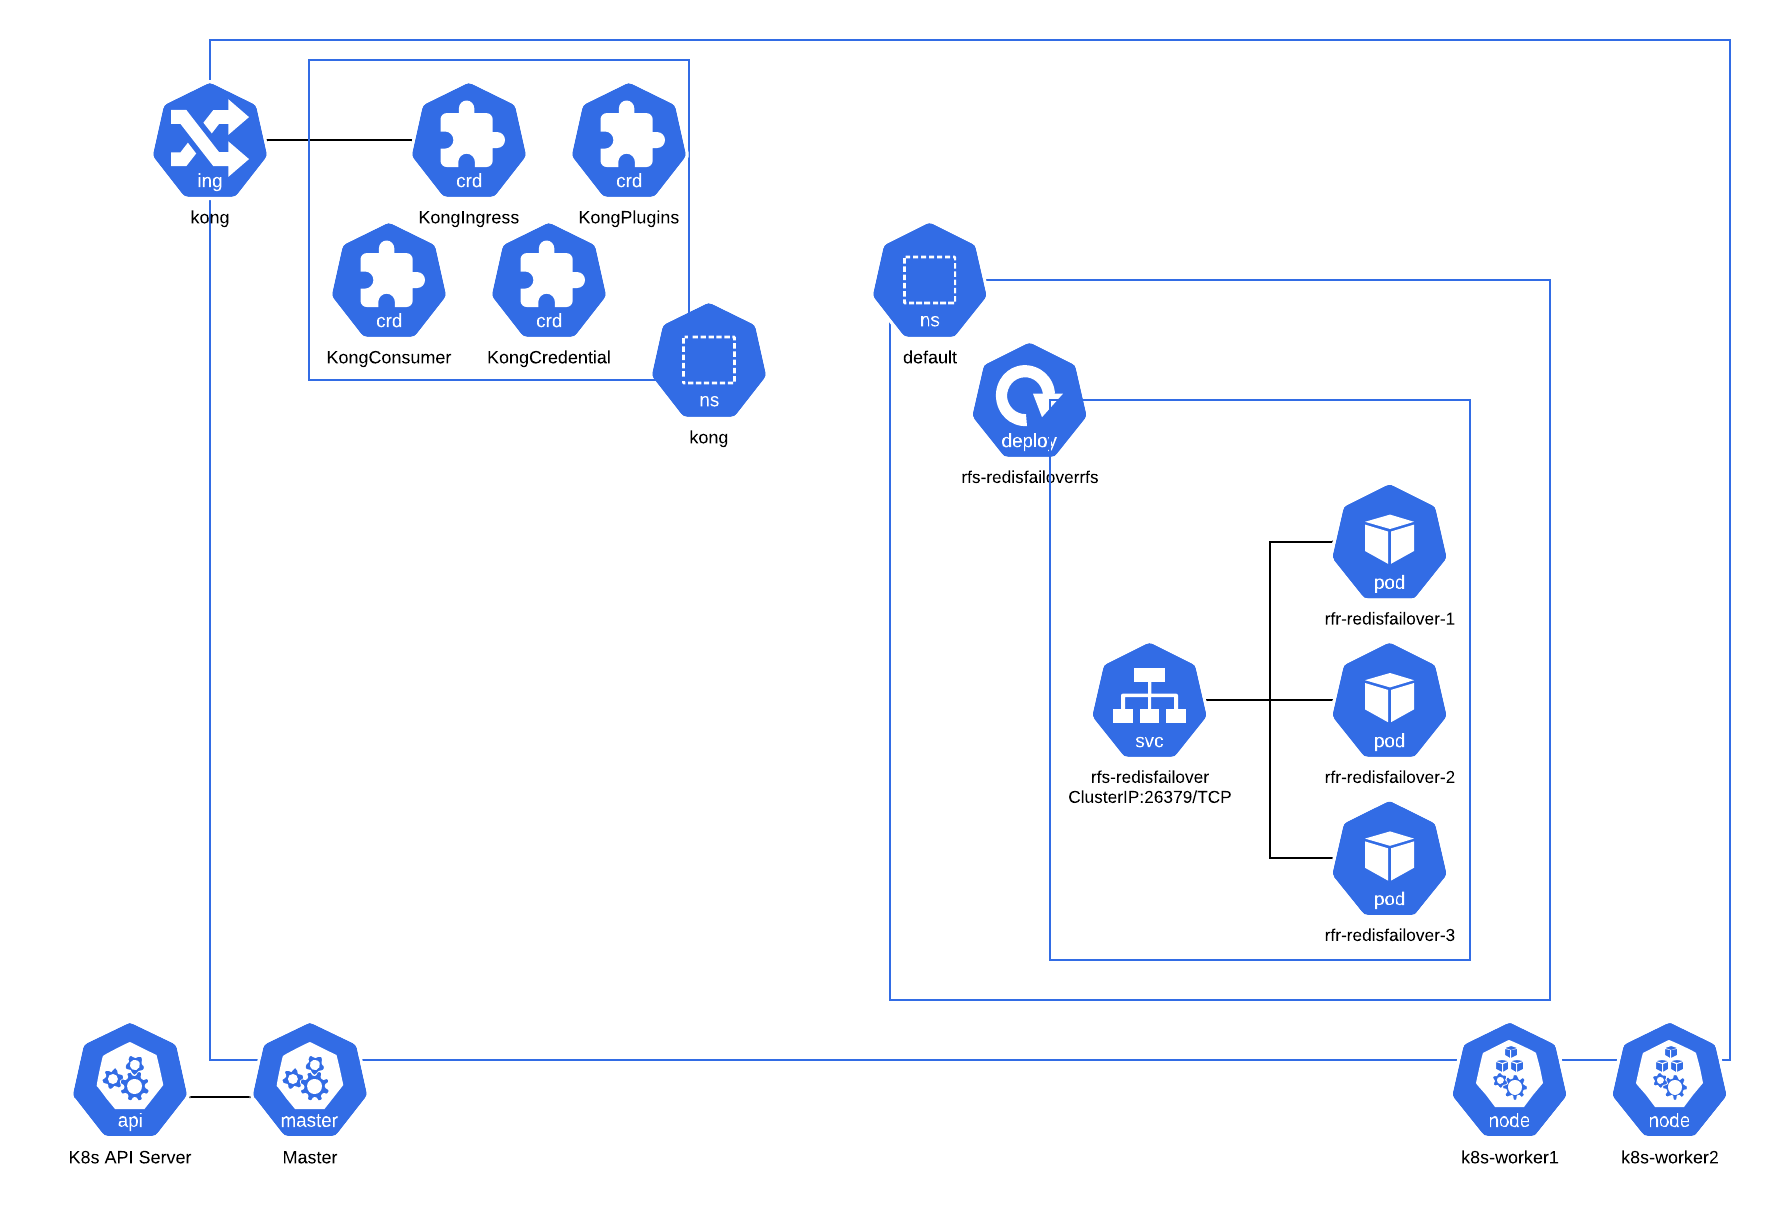 ing
kong
crd
KongIngress
crd
KongPlugins
crd
KongConsumer
crd
KongCredential
ns
kong
ns
default
deploy
rfs-redisfailoverrfs
pod
rfr-redisfailover-1
svc
rfs-redisfailover
ClusterIP:26379/TCP
pod
rfr-redisfailover-2
pod
rfr-redisfailover-3
api
K8s API Server
master
Master
node
k8s-worker1
node
k8s-worker2